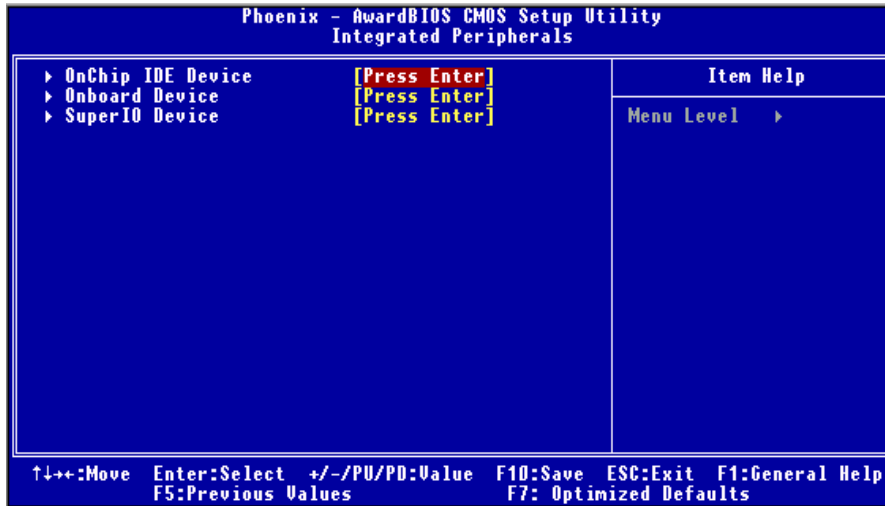 Phoenix - AwardBIOS CMOS Setup Utility
Integrated Peripherals
▸ OnChip IDE Device [Press Enter]
▸ Onboard Device [Press Enter]
▸ SuperIO Device [Press Enter]
Item Help
Menu Level ▸
↑↓→←:Move Enter:Select +/-/PU/PD:Value F10:Save ESC:Exit F1:General Help
F5:Previous Values F7: Optimized Defaults